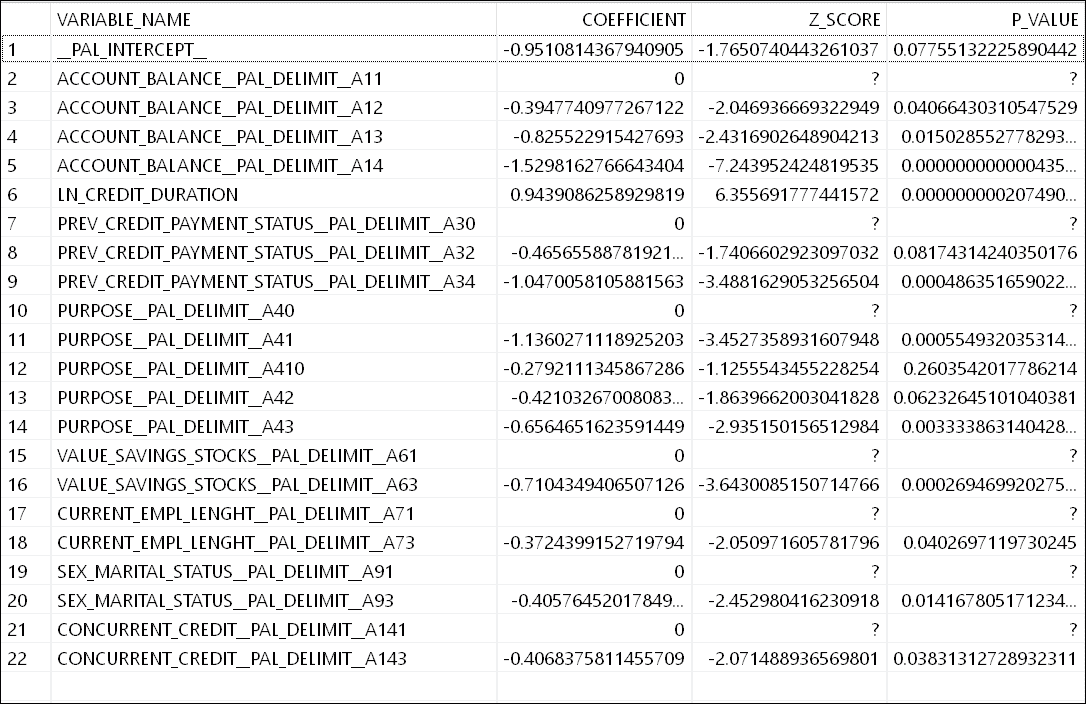 VARIABLE_NAME COEFFICIENT Z_SCORE P_VALUE
1 __PAL_INTERCEPT__ -0.9510814367940905 -1.7650740443261037 0.07755132225890442
2 ACCOUNT_BALANCE__PAL_DELIMIT__A11 0 ? ?
3 ACCOUNT_BALANCE__PAL_DELIMIT__A12 -0.3947740977267122 -2.046936669322949 0.04066430310547529
4 ACCOUNT_BALANCE__PAL_DELIMIT__A13 -0.825522915427693 -2.4316902648904213 0.015028552778293...
5 ACCOUNT_BALANCE__PAL_DELIMIT__A14 -1.5298162766643404 -7.243952424819535 0.000000000000435...
6 LN_CREDIT_DURATION 0.9439086258929819 6.355691777441572 0.000000000207490...
7 PREV_CREDIT_PAYMENT_STATUS__PAL_DELIMIT__A30 0 ? ?
8 PREV_CREDIT_PAYMENT_STATUS__PAL_DELIMIT__A32 -0.46565588781921... -1.7406602923097032 0.08174314240350176
9 PREV_CREDIT_PAYMENT_STATUS__PAL_DELIMIT__A34 -1.0470058105881563 -3.4881629053256504 0.000486351659022...
10 PURPOSE__PAL_DELIMIT__A40 0 ? ?
11 PURPOSE__PAL_DELIMIT__A41 -1.1360271118925203 -3.4527358931607948 0.000554932035314...
12 PURPOSE__PAL_DELIMIT__A410 -0.2792111345867286 -1.1255543455228254 0.2603542017786214
13 PURPOSE__PAL_DELIMIT__A42 -0.42103267008083... -1.8639662003041828 0.06232645101040381
14 PURPOSE__PAL_DELIMIT__A43 -0.6564651623591449 -2.935150156512984 0.003333863140428...
15 VALUE_SAVINGS_STOCKS__PAL_DELIMIT__A61 0 ? ?
16 VALUE_SAVINGS_STOCKS__PAL_DELIMIT__A63 -0.7104349406507126 -3.6430085150714766 0.000269469920275...
17 CURRENT_EMPL_LENGHT__PAL_DELIMIT__A71 0 ? ?
18 CURRENT_EMPL_LENGHT__PAL_DELIMIT__A73 -0.3724399152719794 -2.050971605781796 0.0402697119730245
19 SEX_MARITAL_STATUS__PAL_DELIMIT__A91 0 ? ?
20 SEX_MARITAL_STATUS__PAL_DELIMIT__A93 -0.40576452017849... -2.452980416230918 0.014167805171234...
21 CONCURRENT_CREDIT__PAL_DELIMIT__A141 0 ? ?
22 CONCURRENT_CREDIT__PAL_DELIMIT__A143 -0.4068375811455709 -2.071488936569801 0.03831312728932311